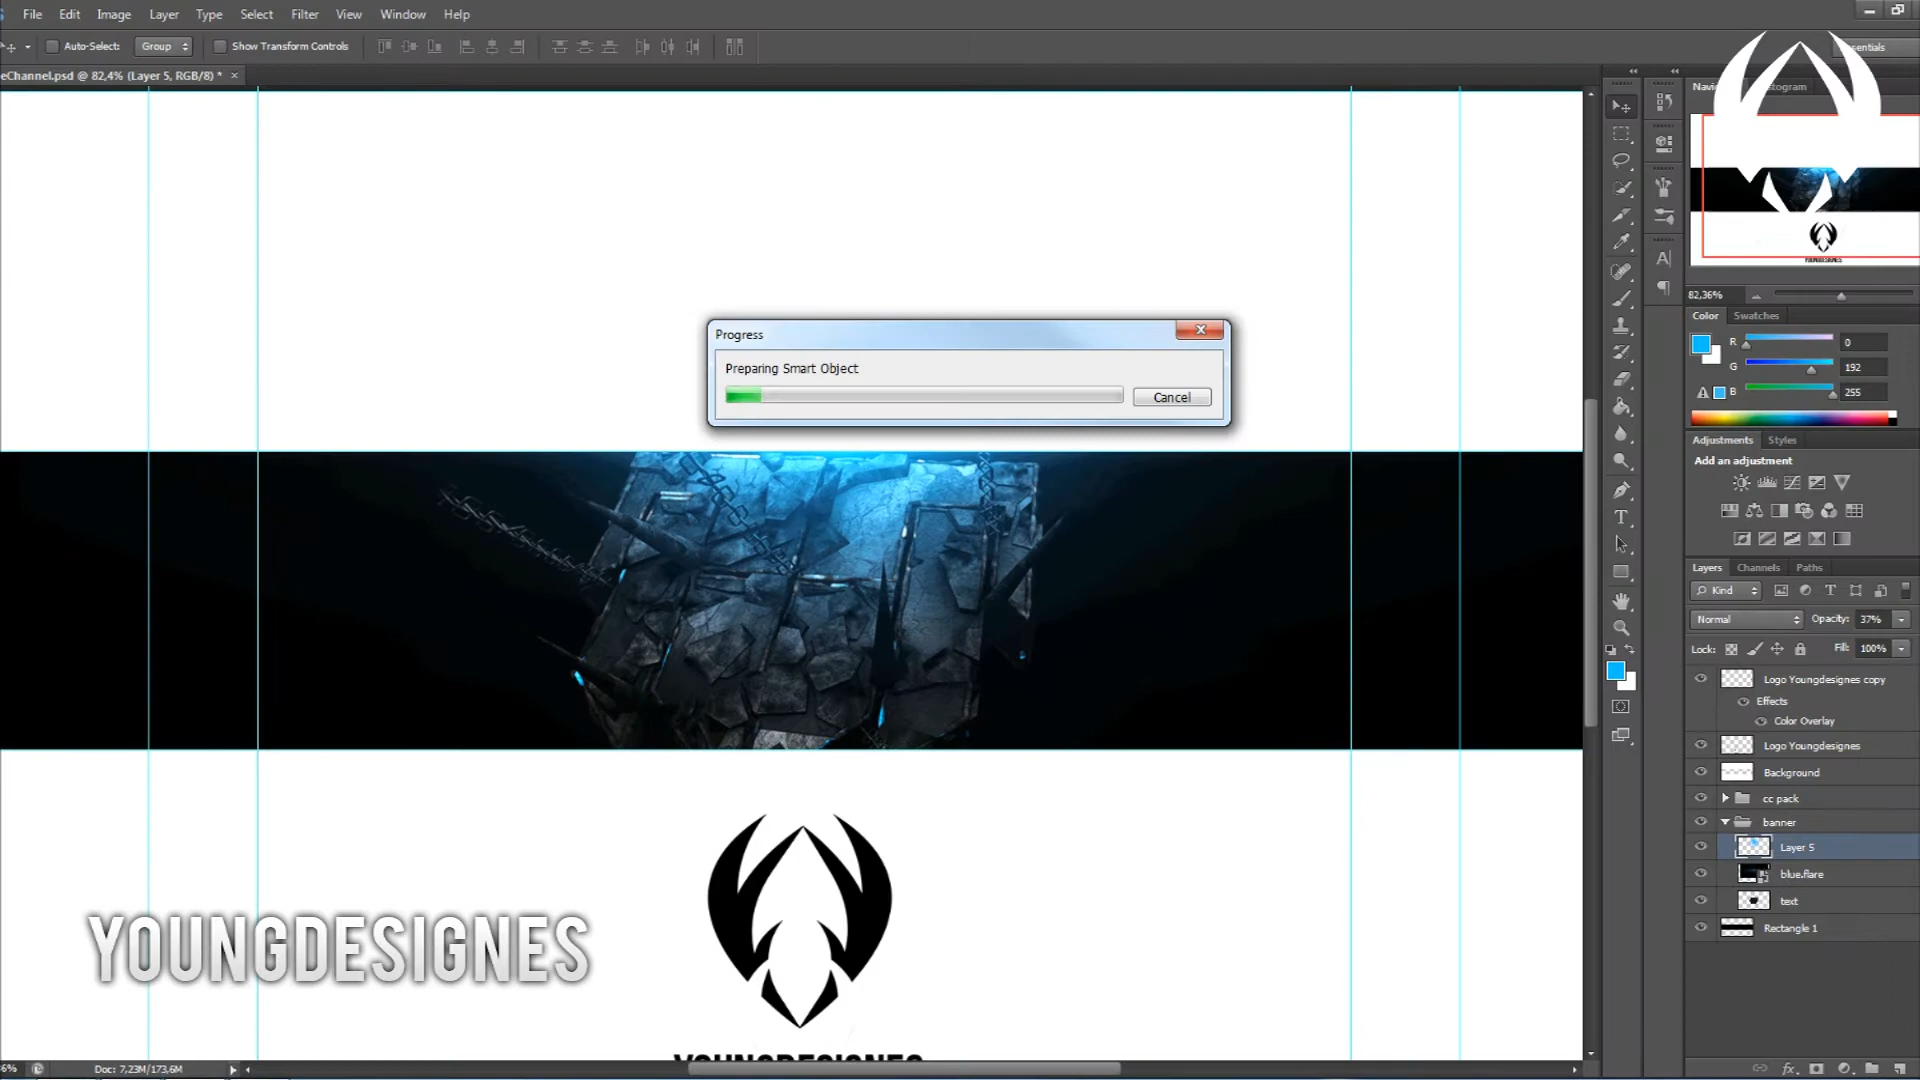 File Edit Image Layer Type Select Filter View Window Help
Auto-Select: Group Show Transform Controls
sentials
eChannel.psd @ 82,4% (Layer 5, RGB/8) *
Navi togram
Progress
Preparing Smart Object
Cancel
YOUNGDESIGNES
82,36%
Color Swatches
R 0
G 192
B 255
Adjustments Styles
Add an adjustment
Layers Channels Paths
Kind
Normal Opacity: 37%
Lock: Fill: 100%
Logo Youngdesignes copy
Effects
Color Overlay
Logo Youngdesignes
Background
cc pack
banner
Layer 5
blue.flare
text
Rectangle 1
YOUNGDESIGNES
YOUNGDESIGNES
6% Doc: 7,23M/173,6M
fx